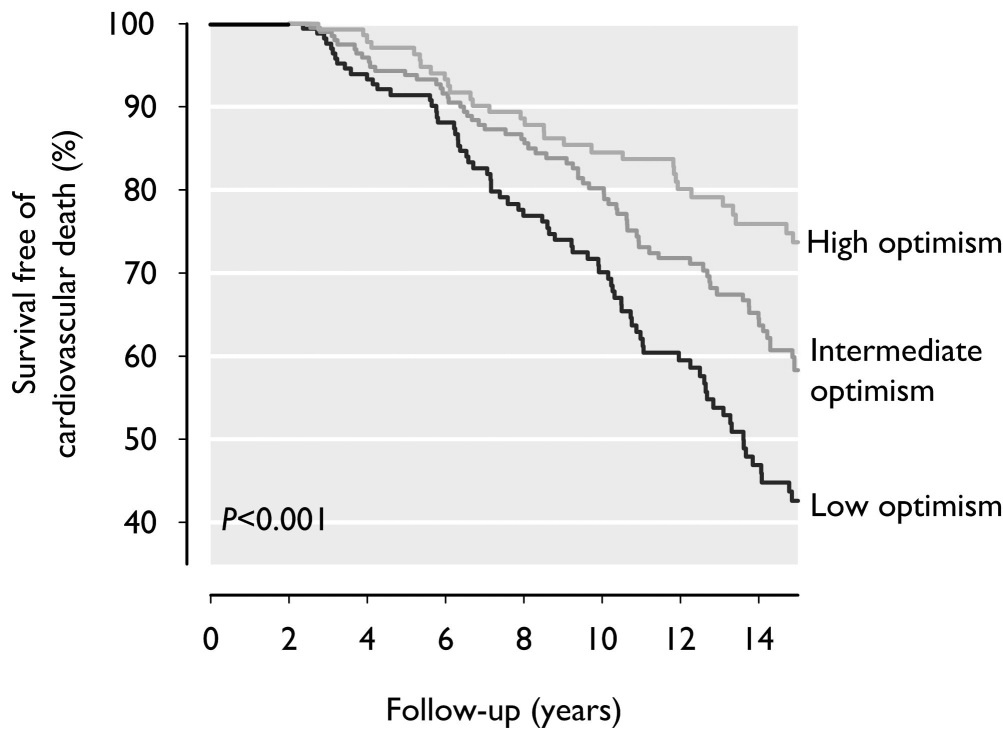 100
90
80
70
60
50
40
Survival free of
cardiovascular death (%)
High optimism
Intermediate
optimism
Low optimism
P<0.001
0 2 4 6 8 10 12 14
Follow-up (years)